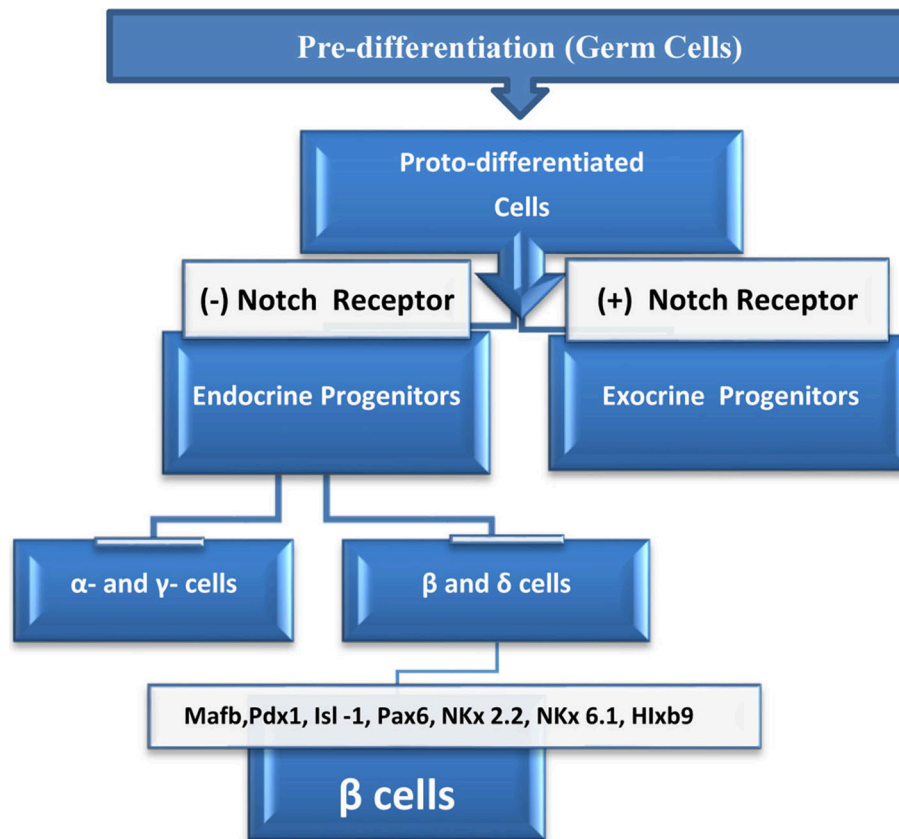 Pre-differentiation (Germ Cells)
Proto-differentiated
Cells
(-) Notch Receptor
(+) Notch Receptor
Endocrine Progenitors
Exocrine Progenitors
α- and γ- cells
β and δ cells
Mafb,Pdx1, Isl -1, Pax6, NKx 2.2, NKx 6.1, Hlxb9
β cells